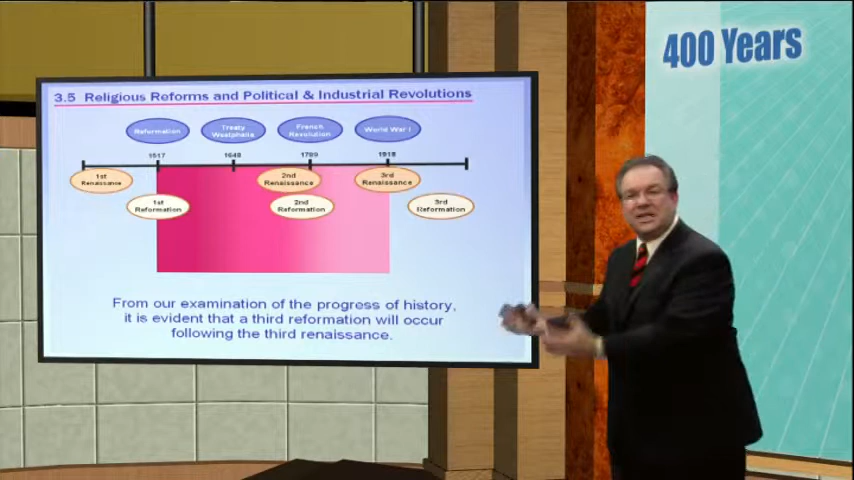 400 Years
3.5 Religious Reforms and Political & Industrial Revolutions
Reformation
Treaty
Westphalia
French
Revolution
World War I
1517
1648
1789
1918
1st
Renaissance
2nd
Renaissance
3rd
Renaissance
1st
Reformation
2nd
Reformation
3rd
Reformation
From our examination of the progress of history,
it is evident that a third reformation will occur
following the third renaissance.